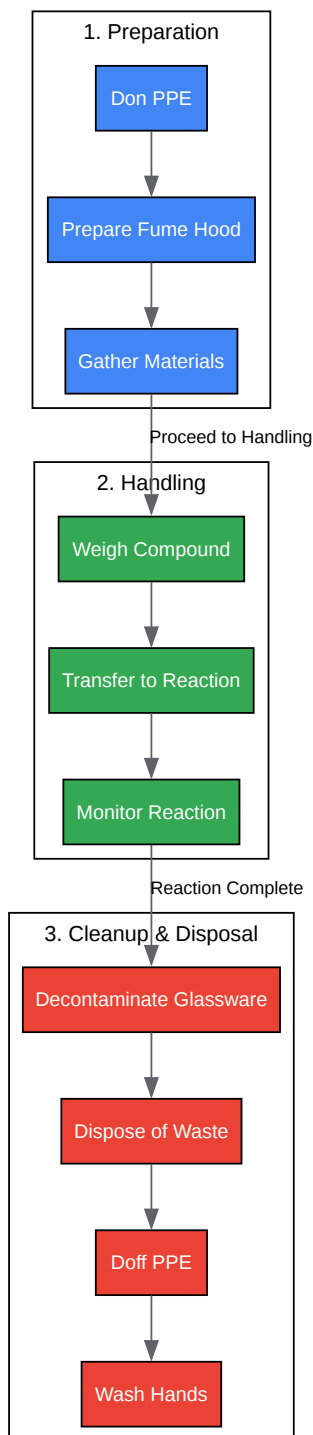 1. Preparation
Don PPE
Prepare Fume Hood
Gather Materials
Proceed to Handling
2. Handling
Weigh Compound
Transfer to Reaction
Monitor Reaction
Reaction Complete
3. Cleanup & Disposal
Decontaminate Glassware
Dispose of Waste
Doff PPE
Wash Hands